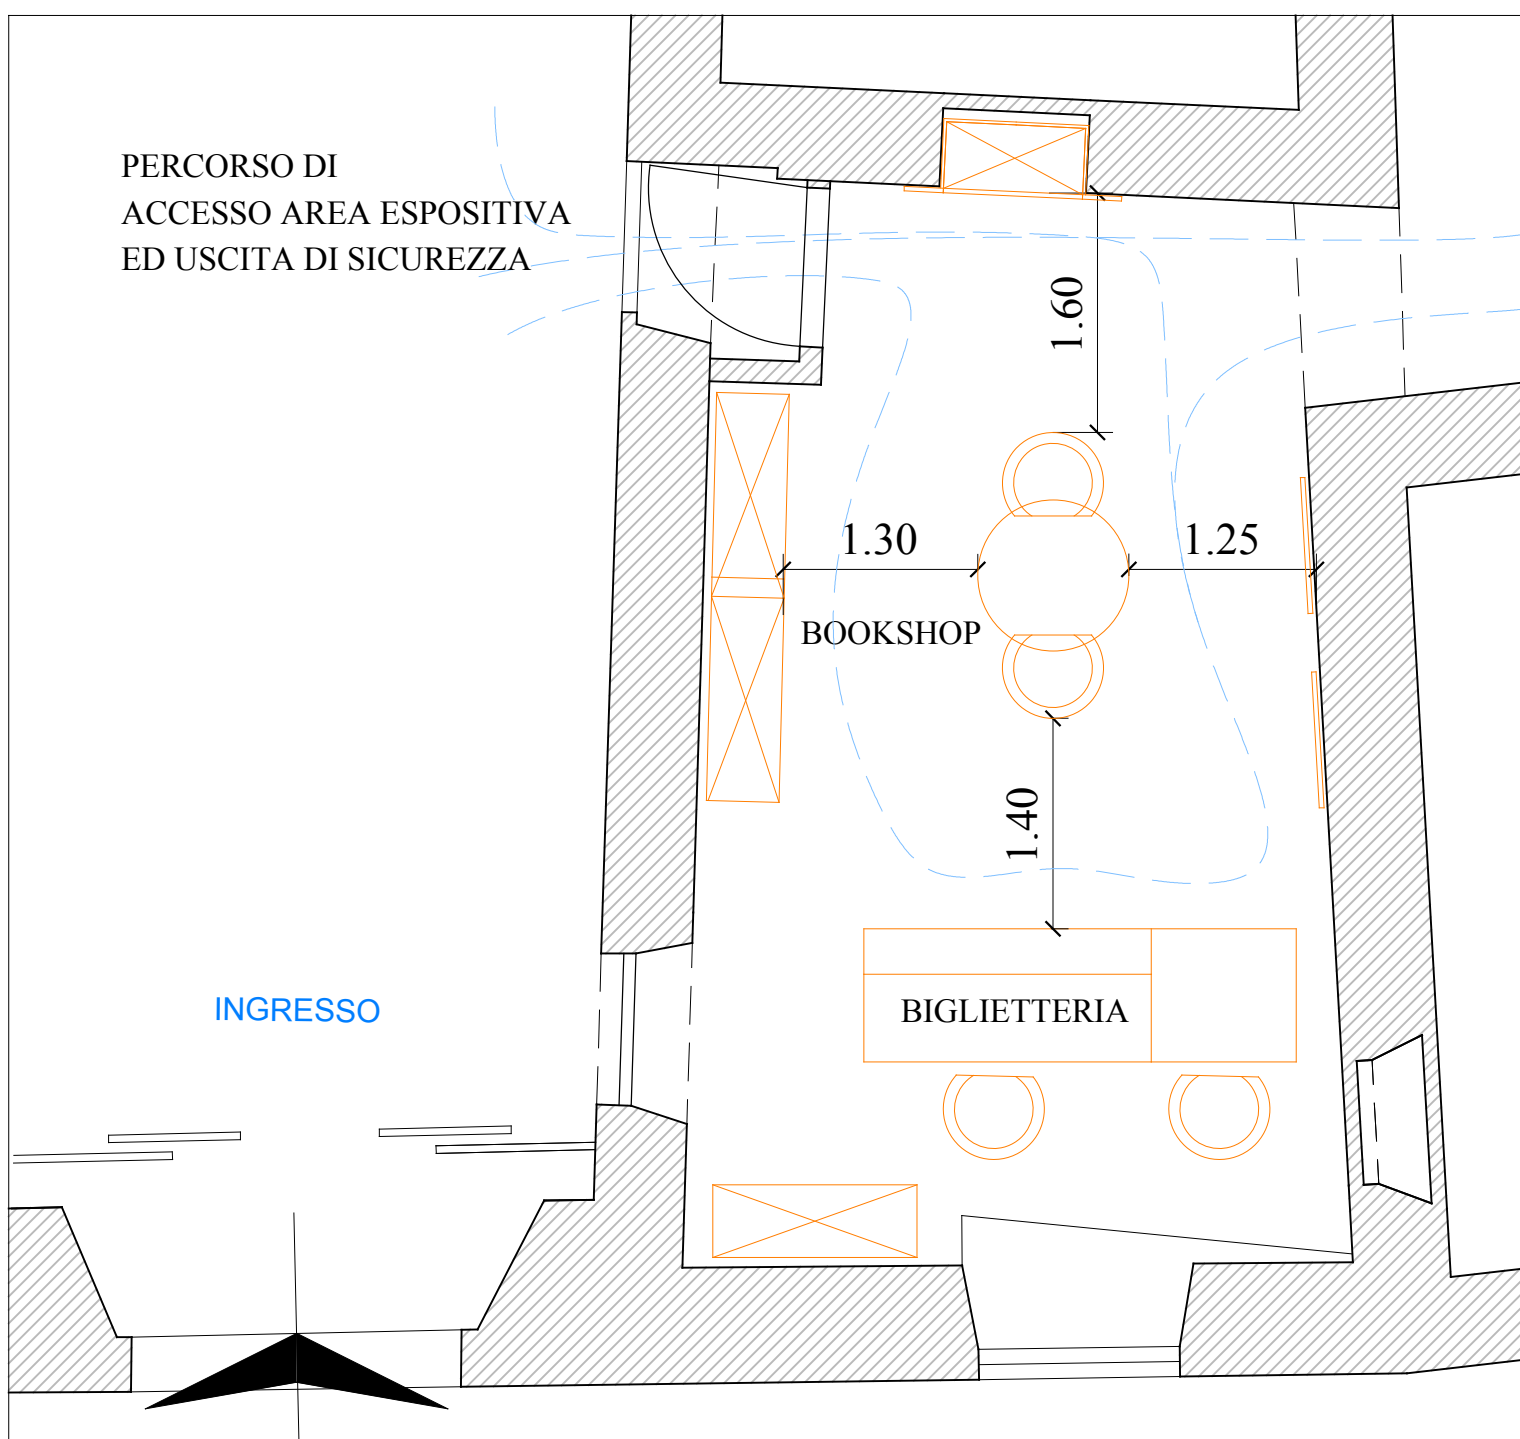 PERCORSO DI
ACCESSO AREA ESPOSITIVA
ED USCITA DI SICUREZZA
1.60
1.30
1.25
BOOKSHOP
1.40
INGRESSO
BIGLIETTERIA